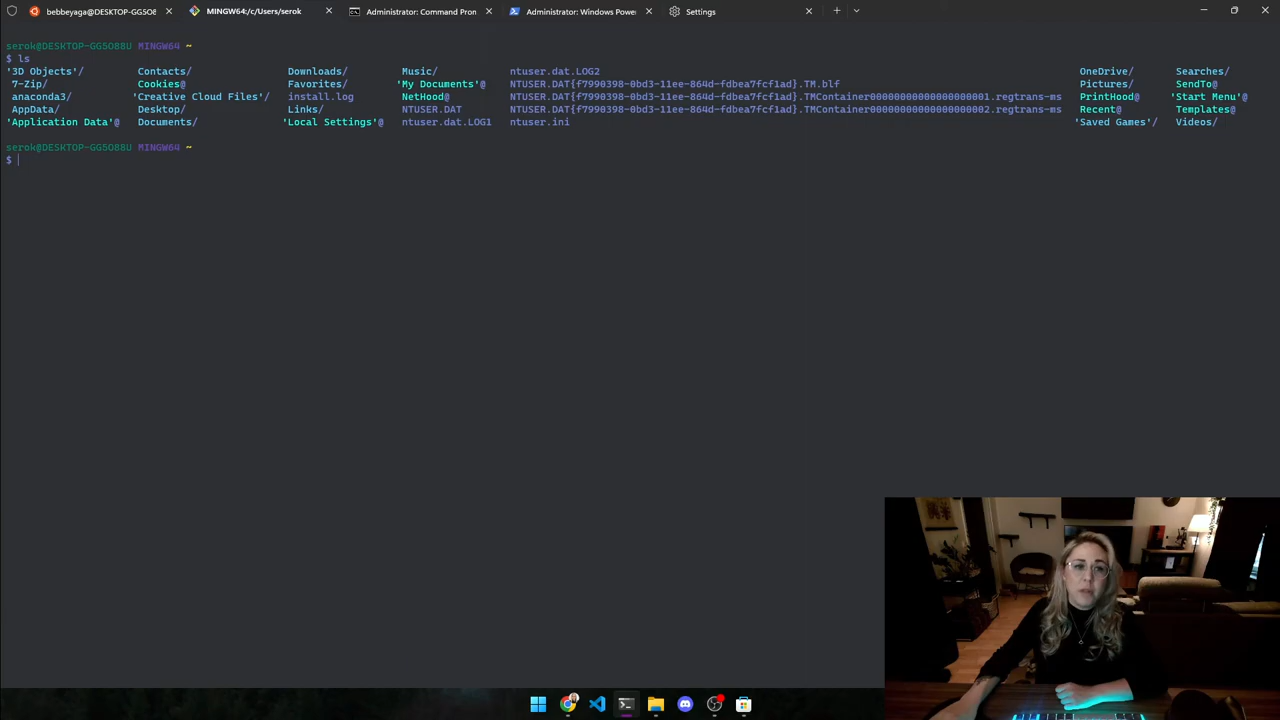 bebbeyaga@DESKTOP-GG5O88 MINGW64:/c/Users/serok Administrator: Command Pron Administrator: Windows Power Settings
serok@DESKTOP-GG5O88U MINGW64 ~
$ ls
'3D Objects'/ Contacts/ Downloads/ Music/ ntuser.dat.LOG2 OneDrive/ Searches/
7-Zip/ Cookies@ Favorites/ 'My Documents'@ NTUSER.DAT{f7990398-0bd3-11ee-864d-fdbea7fcf1ad}.TM.blf Pictures/ SendTo@
anaconda3/ 'Creative Cloud Files'/ install.log NetHood@ NTUSER.DAT{f7990398-0bd3-11ee-864d-fdbea7fcf1ad}.TMContainer00000000000000000001.regtrans-ms PrintHood@ 'Start Menu'@
AppData/ Desktop/ Links/ NTUSER.DAT NTUSER.DAT{f7990398-0bd3-11ee-864d-fdbea7fcf1ad}.TMContainer00000000000000000002.regtrans-ms Recent@ Templates@
'Application Data'@ Documents/ 'Local Settings'@ ntuser.dat.LOG1 ntuser.ini 'Saved Games'/ Videos/
serok@DESKTOP-GG5O88U MINGW64 ~
$